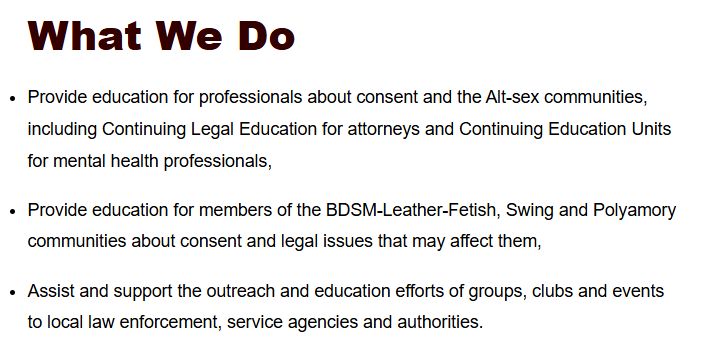 What We Do
• Provide education for professionals about consent and the Alt-sex communities,
including Continuing Legal Education for attorneys and Continuing Education Units
for mental health professionals,
• Provide education for members of the BDSM-Leather-Fetish, Swing and Polyamory
communities about consent and legal issues that may affect them,
• Assist and support the outreach and education efforts of groups, clubs and events
to local law enforcement, service agencies and authorities.